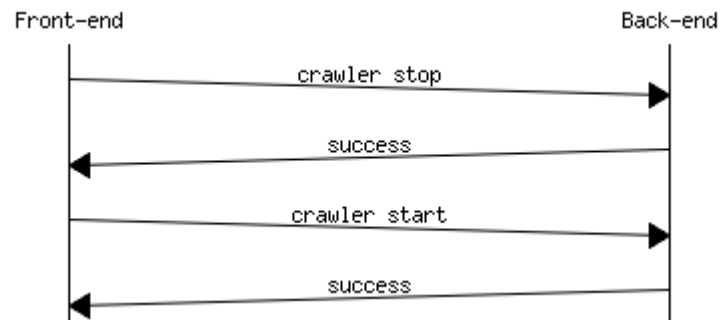 Front-end
Back-end
crawler stop
success
crawler start
success